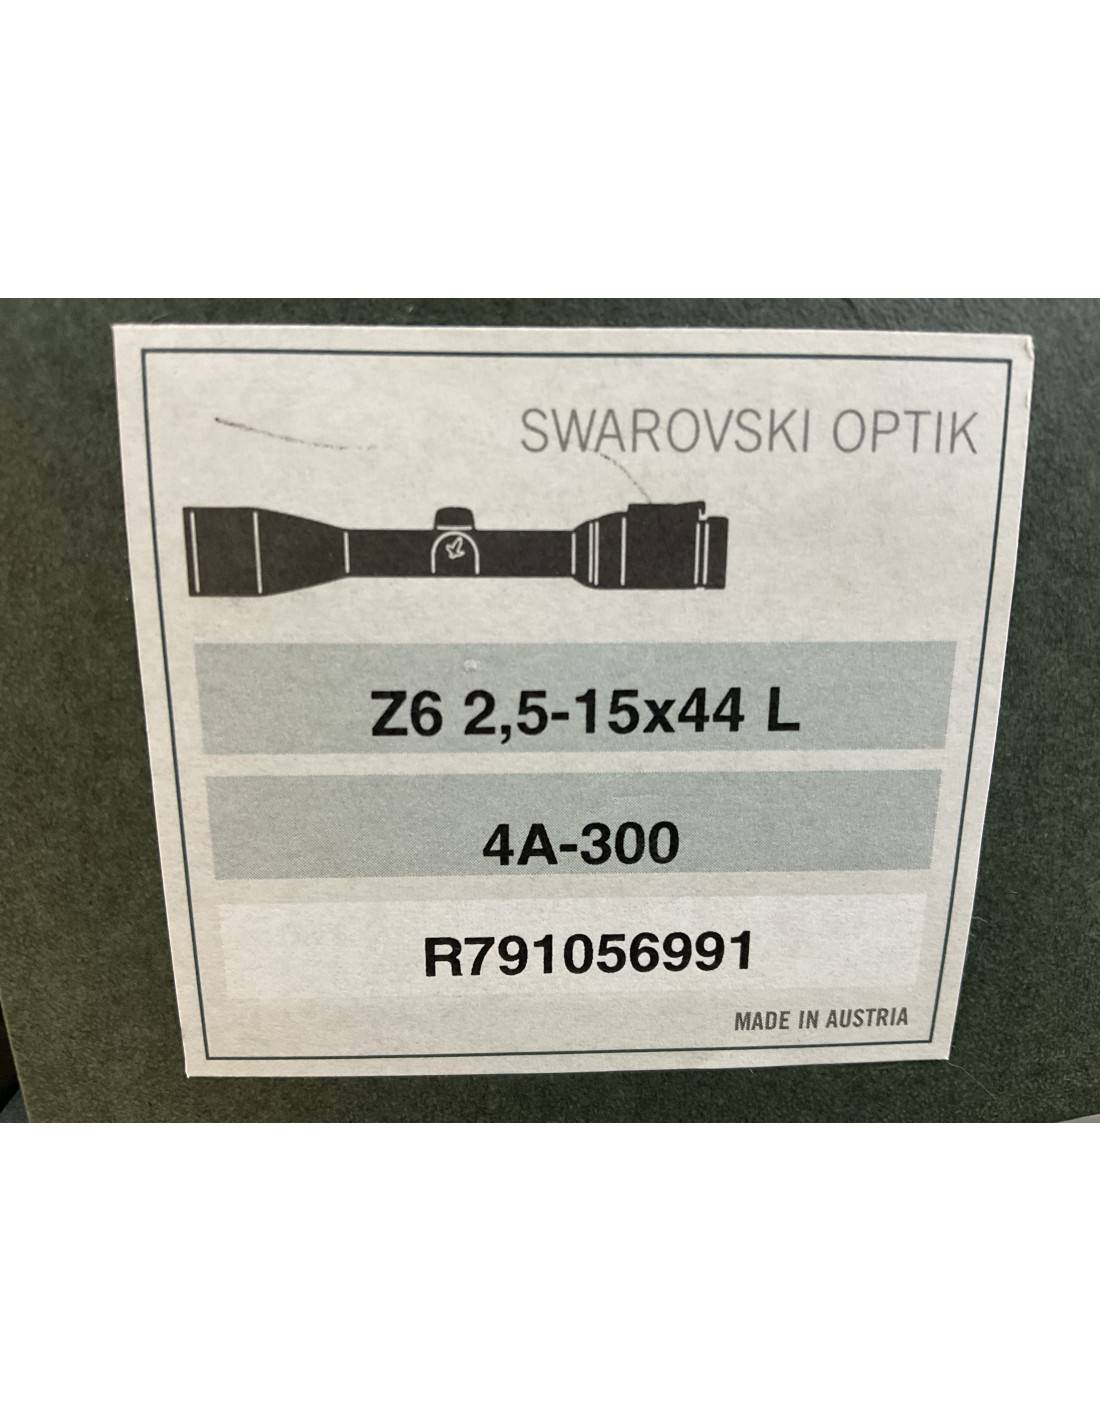 SWAROVSKI OPTIK
Z6 2,5-15x44 L
4A-300
R791056991
MADE IN AUSTRIA